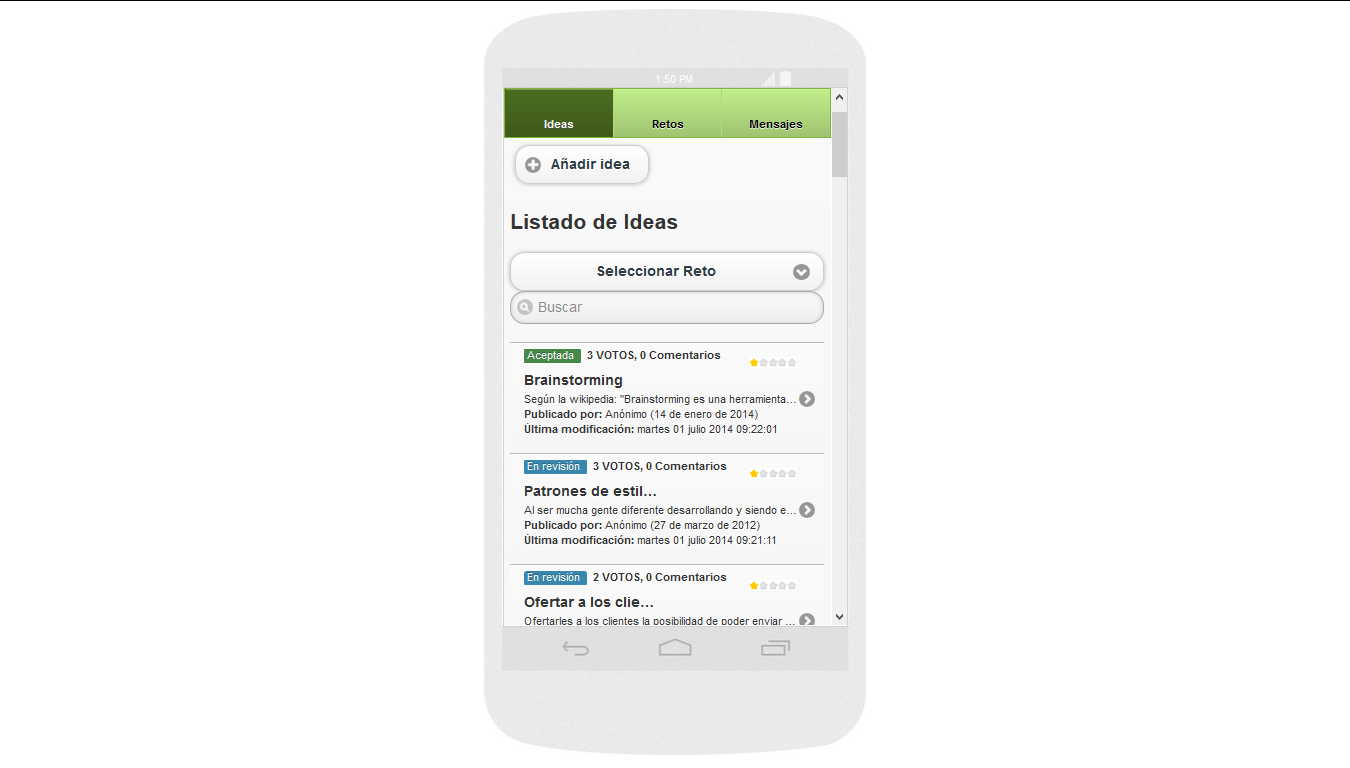 1:50 PM
Ideas Retos Mensajes
Añadir idea
Listado de Ideas
Seleccionar Reto
Buscar
Aceptada 3 VOTOS, 0 Comentarios
Brainstorming
Según la wikipedia: "Brainstorming es una herramienta...
Publicado por: Anónimo (14 de enero de 2014)
Última modificación: martes 01 julio 2014 09:22:01
En revisión 3 VOTOS, 0 Comentarios
Patrones de estil...
Al ser mucha gente diferente desarrollando y siendo e...
Publicado por: Anónimo (27 de marzo de 2012)
Última modificación: martes 01 julio 2014 09:21:11
En revisión 2 VOTOS, 0 Comentarios
Ofertar a los clie...
Ofertarles a los clientes la posibilidad de poder enviar ...